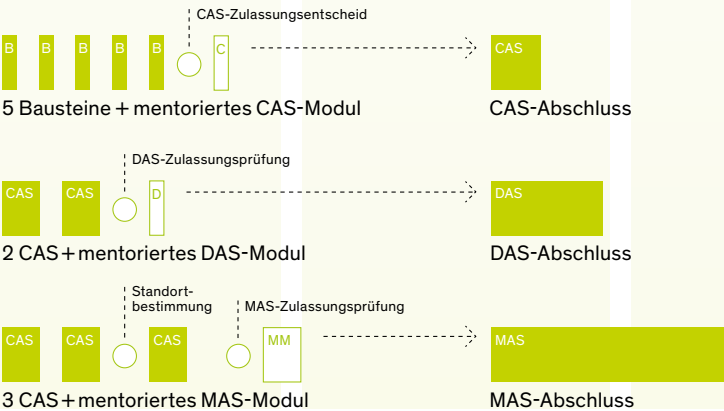 CAS-Zulassungsentscheid
B B B B B C CAS
5 Bausteine + mentoriertes CAS-Modul CAS-Abschluss
DAS-Zulassungsprüfung
CAS CAS D DAS
2 CAS + mentoriertes DAS-Modul DAS-Abschluss
Standort-
bestimmung MAS-Zulassungsprüfung
CAS CAS CAS MM MAS
3 CAS + mentoriertes MAS-Modul MAS-Abschluss